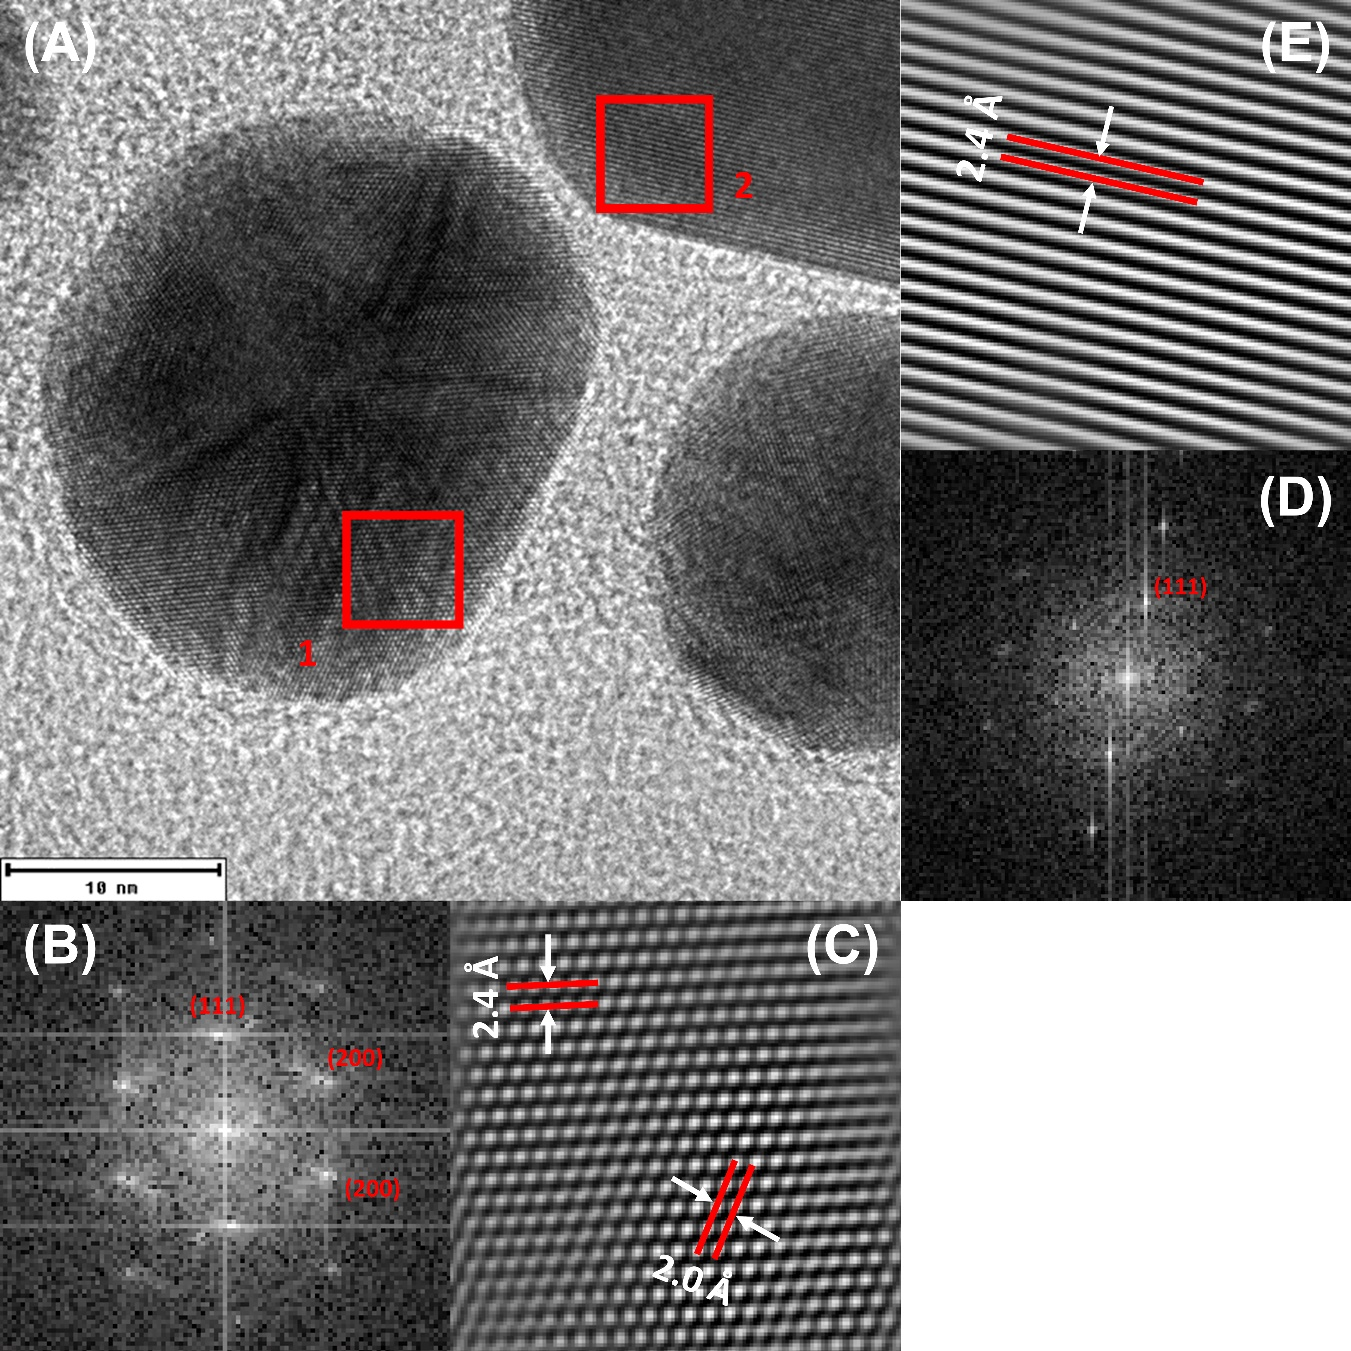 (A)
2
1
10 nm
(E)
2.4 Å
(D)
(111)
(B)
(111)
(200)
(200)
(C)
2.4 Å
2.0 Å